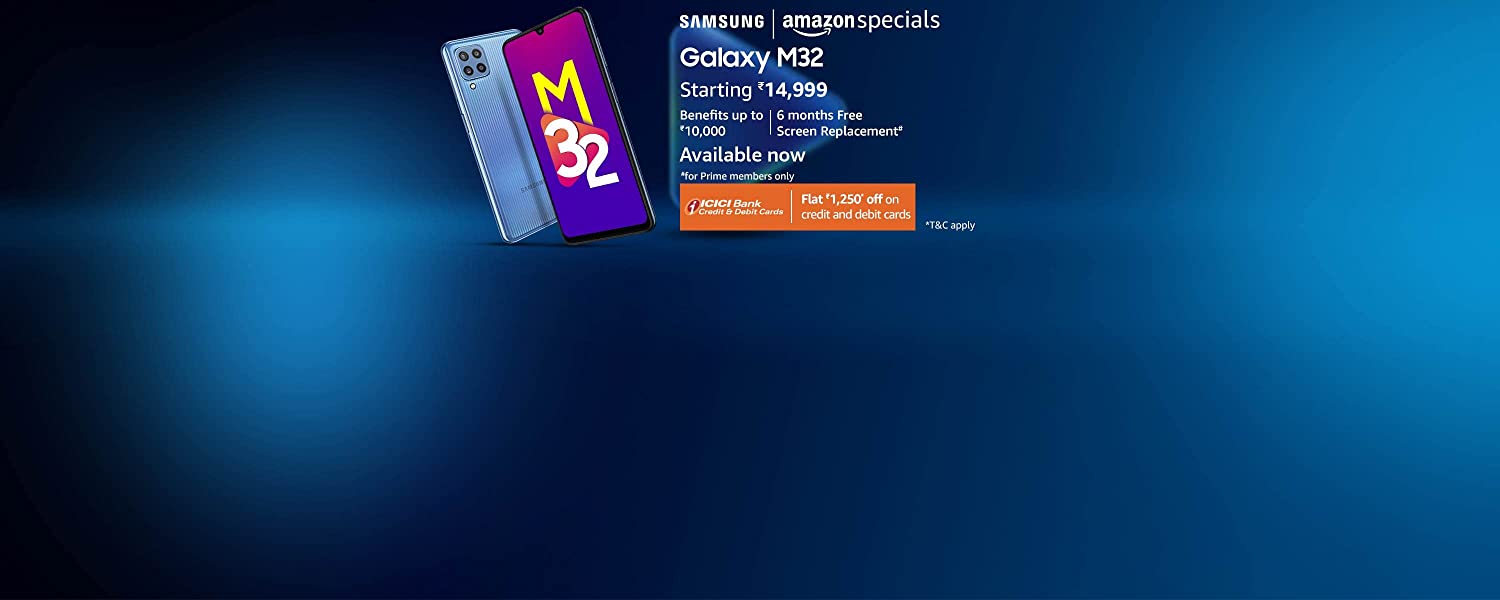 SAMSUNG | amazonspecials
Galaxy M32
Starting ₹14,999
Benefits up to ₹10,000 | 6 months Free Screen Replacement#
Available now
#for Prime members only
ICICI Bank Credit & Debit Cards | Flat ₹1,250* off on credit and debit cards
*T&C apply
M
32
SAMSUNG